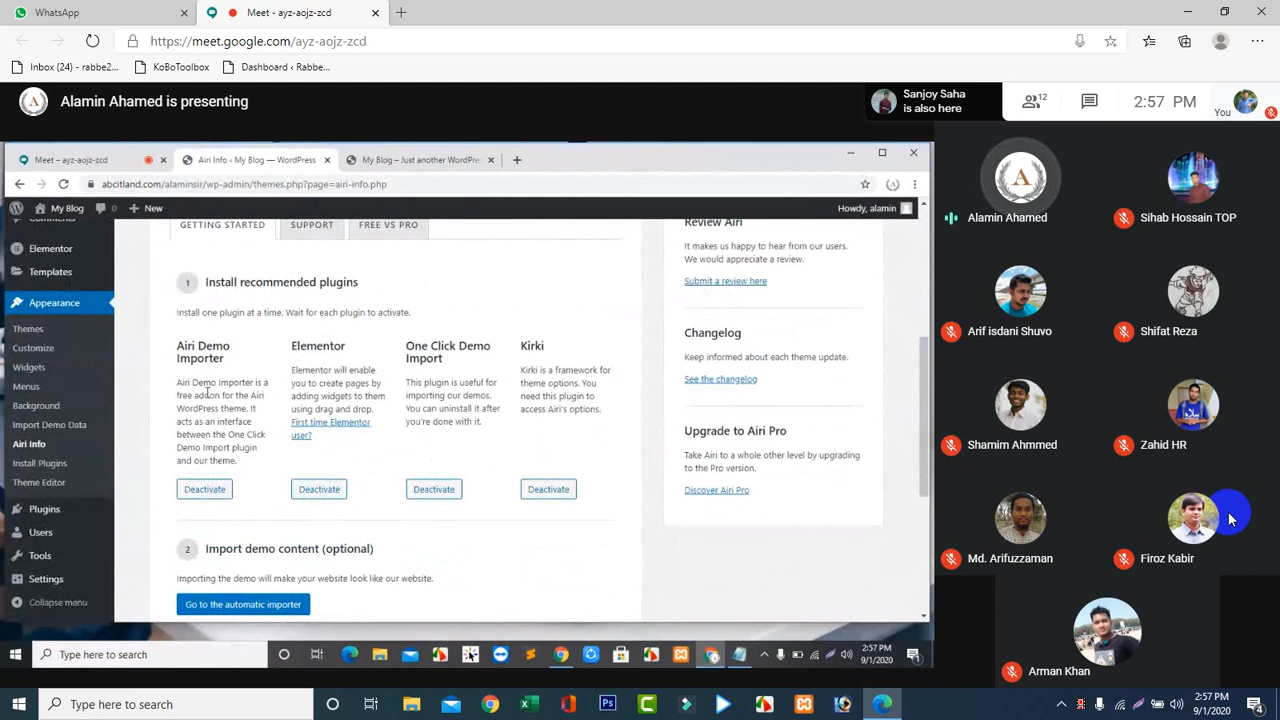 WhatsApp
Meet - ayz-aojz-zcd
https://meet.google.com/ayz-aojz-zcd
Inbox (24) - rabbe2...
KoBoToolbox
Dashboard ‹ Rabbe...
Alamin Ahamed is presenting
Sanjoy Saha
is also here
12
2:57 PM
You
Meet – ayz-aojz-zcd
Airi Info ‹ My Blog — WordPress
My Blog – Just another WordPres
abcitland.com/alaminsir/wp-admin/themes.php?page=airi-info.php
My Blog
0
New
Howdy, alamin
Comments
Elementor
Templates
Appearance
Themes
Customize
Widgets
Menus
Background
Import Demo Data
Airi Info
Install Plugins
Theme Editor
Plugins
Users
Tools
Settings
Collapse menu
GETTING STARTED
SUPPORT
FREE VS PRO
1
Install recommended plugins
Install one plugin at a time. Wait for each plugin to activate.
Airi Demo
Importer
Airi Demo Importer is a
free addon for the Airi
WordPress theme. It
acts as an interface
between the One Click
Demo Import plugin
and our theme.
Deactivate
Elementor
Elementor will enable
you to create pages by
adding widgets to them
using drag and drop.
First time Elementor
user?
Deactivate
One Click Demo
Import
This plugin is useful for
importing our demos.
You can uninstall it after
you're done with it.
Deactivate
Kirki
Kirki is a framework for
theme options. You
need this plugin to
access Airi's options.
Deactivate
2
Import demo content (optional)
Importing the demo will make your website look like our website.
Go to the automatic importer
Review Airi
It makes us happy to hear from our users.
We would appreciate a review.
Submit a review here
Changelog
Keep informed about each theme update.
See the changelog
Upgrade to Airi Pro
Take Airi to a whole other level by upgrading
to the Pro version.
Discover Airi Pro
Alamin Ahamed
Sihab Hossain TOP
Arif isdani Shuvo
Shifat Reza
Shamim Ahmmed
Zahid HR
Md. Arifuzzaman
Firoz Kabir
Arman Khan
Type here to search
2:57 PM
9/1/2020
1
Type here to search
2:57 PM
9/1/2020
4